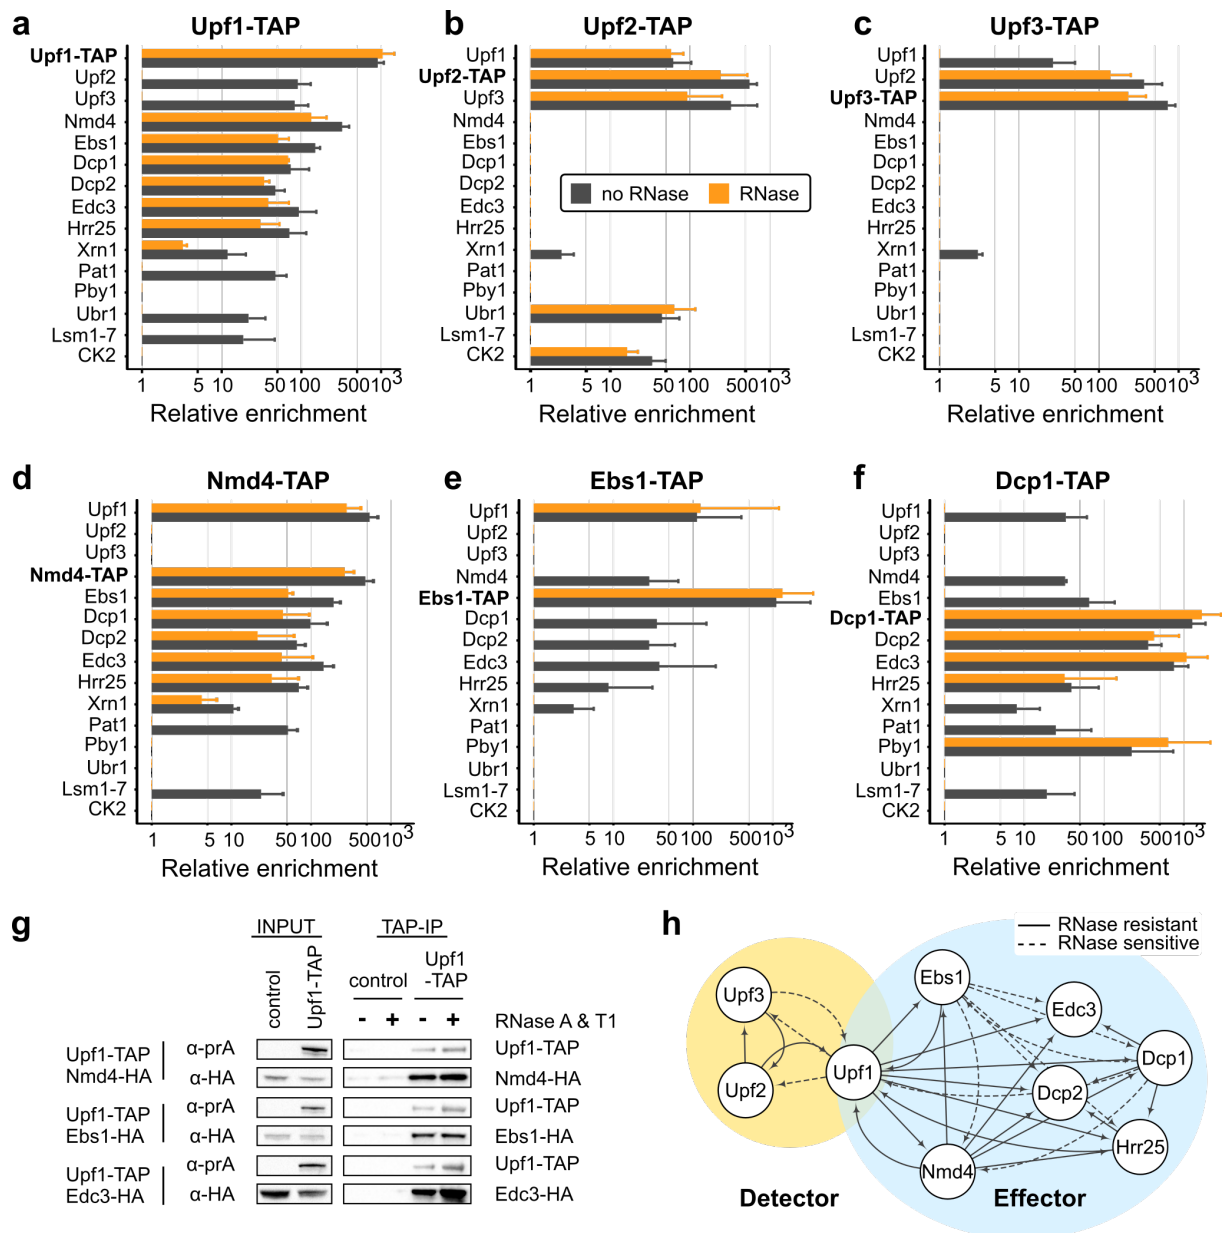 a Upf1-TAP
Upf1-TAP
Upf2
Upf3
Nmd4
Ebs1
Dcp1
Dcp2
Edc3
Hrr25
Xrn1
Pat1
Pby1
Ubr1
Lsm1-7
CK2
1 5 10 50 100 500 10³
Relative enrichment
b Upf2-TAP
Upf1
Upf2-TAP
Upf3
Nmd4
Ebs1
Dcp1
Dcp2
Edc3
Hrr25
Xrn1
Pat1
Pby1
Ubr1
Lsm1-7
CK2
no RNase RNase
1 5 10 50 100 500 10³
Relative enrichment
c Upf3-TAP
Upf1
Upf2
Upf3-TAP
Nmd4
Ebs1
Dcp1
Dcp2
Edc3
Hrr25
Xrn1
Pat1
Pby1
Ubr1
Lsm1-7
CK2
1 5 10 50 100 500 10³
Relative enrichment
d Nmd4-TAP
Upf1
Upf2
Upf3
Nmd4-TAP
Ebs1
Dcp1
Dcp2
Edc3
Hrr25
Xrn1
Pat1
Pby1
Ubr1
Lsm1-7
CK2
1 5 10 50 100 500 10³
Relative enrichment
e Ebs1-TAP
Upf1
Upf2
Upf3
Nmd4
Ebs1-TAP
Dcp1
Dcp2
Edc3
Hrr25
Xrn1
Pat1
Pby1
Ubr1
Lsm1-7
CK2
1 5 10 50 100 500 10³
Relative enrichment
f Dcp1-TAP
Upf1
Upf2
Upf3
Nmd4
Ebs1
Dcp1-TAP
Dcp2
Edc3
Hrr25
Xrn1
Pat1
Pby1
Ubr1
Lsm1-7
CK2
1 5 10 50 100 500 10³
Relative enrichment
g
INPUT TAP-IP
control Upf1-TAP control Upf1
-TAP
- + - + RNase A & T1
Upf1-TAP α-prA Upf1-TAP
Nmd4-HA α-HA Nmd4-HA
Upf1-TAP α-prA Upf1-TAP
Ebs1-HA α-HA Ebs1-HA
Upf1-TAP α-prA Upf1-TAP
Edc3-HA α-HA Edc3-HA
h
RNase resistant
RNase sensitive
Ebs1
Upf3
Edc3
Dcp1
Upf1
Upf2
Dcp2
Hrr25
Nmd4
Detector Effector